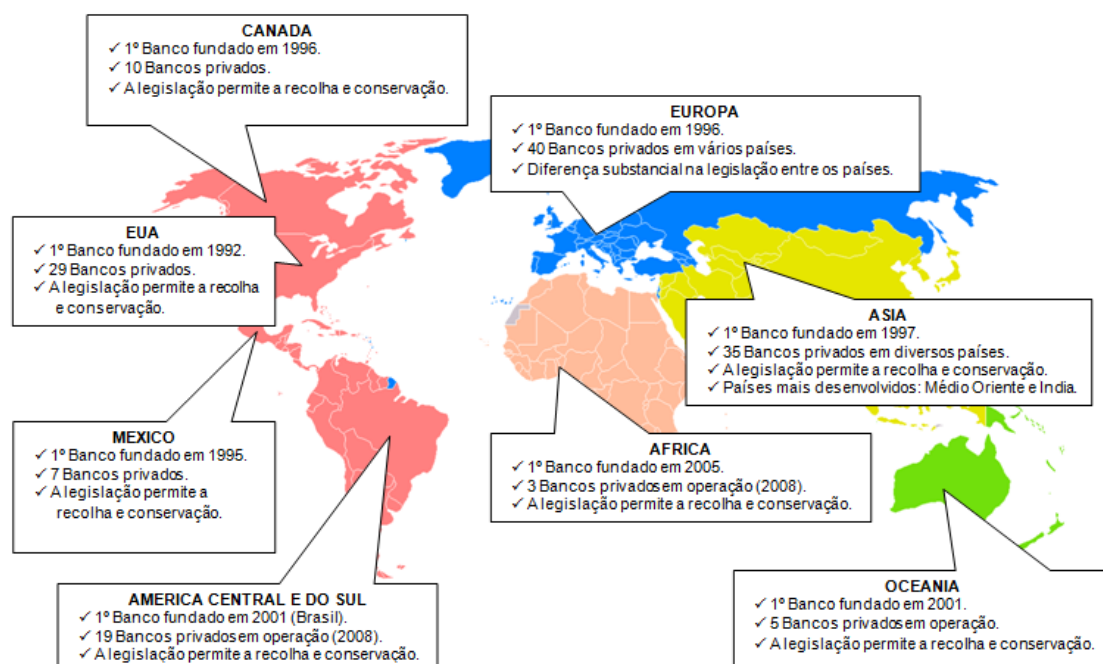 CANADA
✓ 1º Banco fundado em 1996.
✓ 10 Bancos privados.
✓ A legislação permite a recolha e conservação.
EUROPA
✓ 1º Banco fundado em 1996.
✓ 40 Bancos privados em vários países.
✓ Diferença substancial na legislação entre os países.
EUA
✓ 1º Banco fundado em 1992.
✓ 29 Bancos privados.
✓ A legislação permite a recolha
e conservação.
ASIA
✓ 1º Banco fundado em 1997.
✓ 35 Bancos privados em diversos países.
✓ A legislação permite a recolha e conservação.
✓ Países mais desenvolvidos: Médio Oriente e India.
MEXICO
✓ 1º Banco fundado em 1995.
✓ 7 Bancos privados.
✓ A legislação permite a
recolha e conservação.
AFRICA
✓ 1º Banco fundado em 2005.
✓ 3 Bancos privados em operação (2008).
✓ A legislação permite a recolha e conservação.
AMERICA CENTRAL E DO SUL
✓ 1º Banco fundado em 2001 (Brasil).
✓ 19 Bancos privados em operação (2008).
✓ A legislação permite a recolha e conservação.
OCEANIA
✓ 1º Banco fundado em 2001.
✓ 5 Bancos privados em operação.
✓ A legislação permite a recolha e conservação.